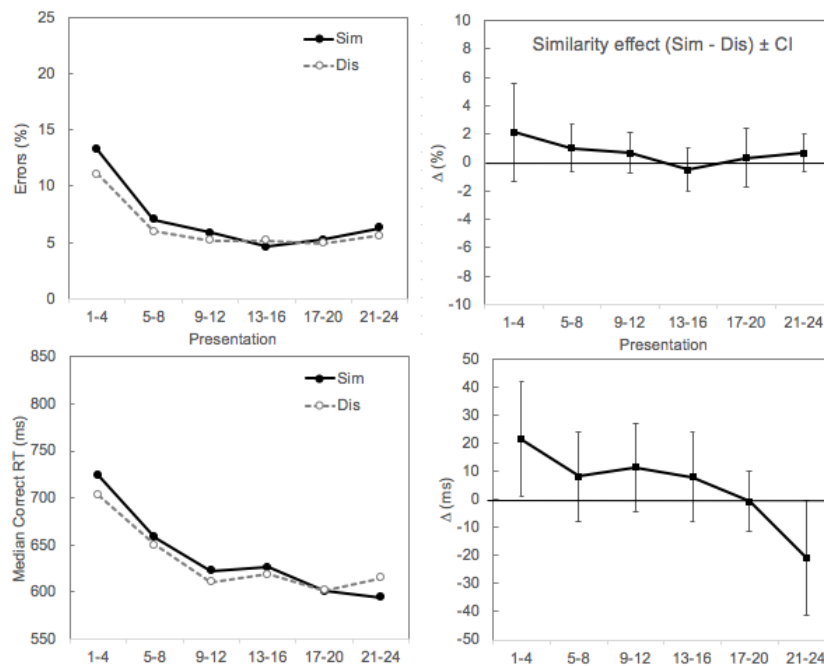 25
20
15
10
5
0
Errors (%)
Sim
Dis
1-4 5-8 9-12 13-16 17-20 21-24
Presentation
Similarity effect (Sim - Dis) ± CI
10
8
6
4
2
0
-2
-4
-6
-8
-10
Δ (%)
1-4 5-8 9-12 13-16 17-20 21-24
Presentation
850
800
750
700
650
600
550
Median Correct RT (ms)
Sim
Dis
1-4 5-8 9-12 13-16 17-20 21-24
50
40
30
20
10
0
-10
-20
-30
-40
-50
Δ (ms)
1-4 5-8 9-12 13-16 17-20 21-24